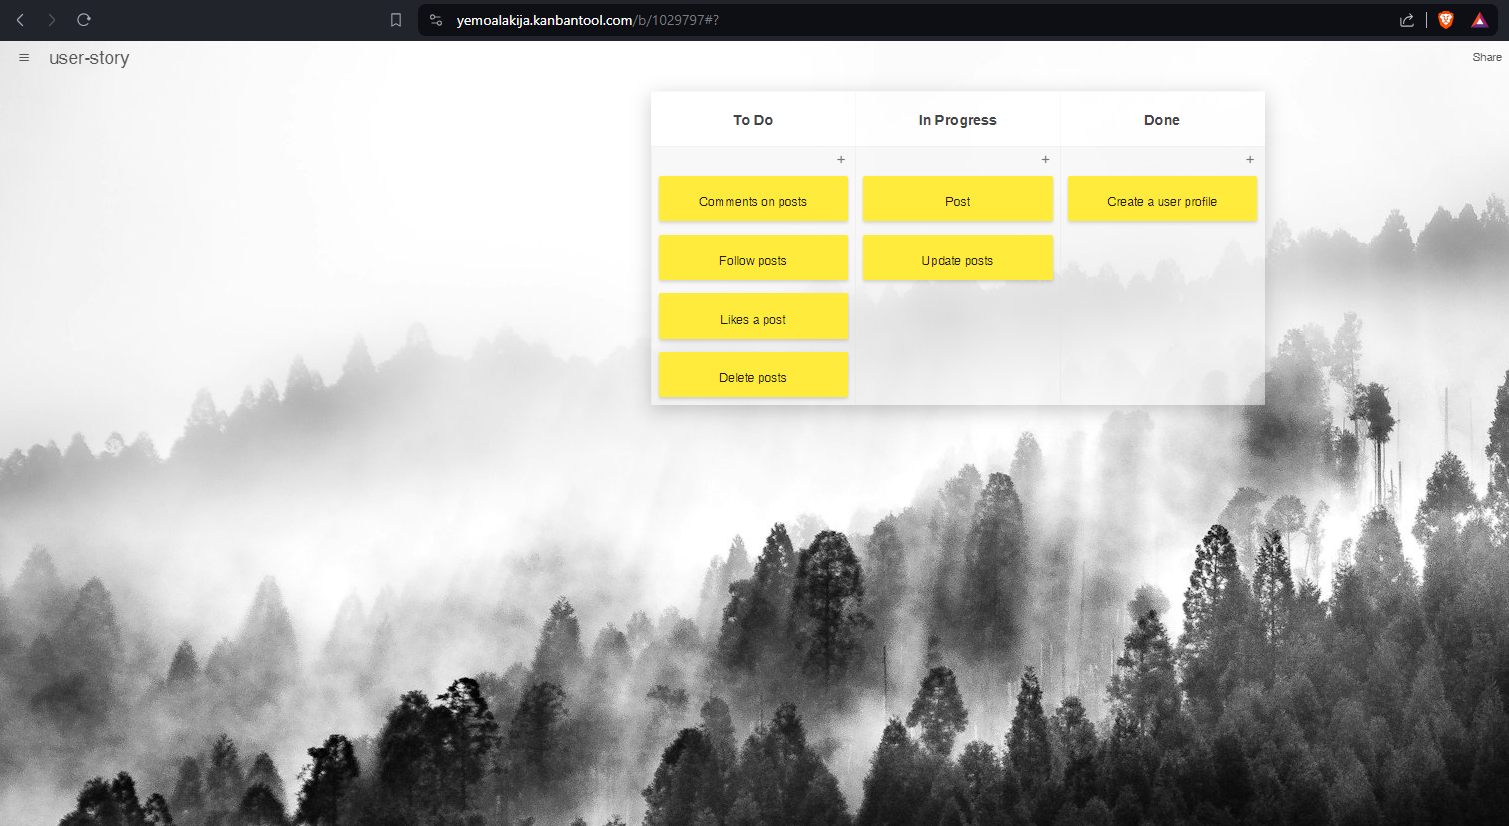 yemoalakija.kanbantool.com/b/1029797#?
user-story
Share
To Do
In Progress
Done
+
+
+
Comments on posts
Post
Create a user profile
Follow posts
Update posts
Likes a post
Delete posts